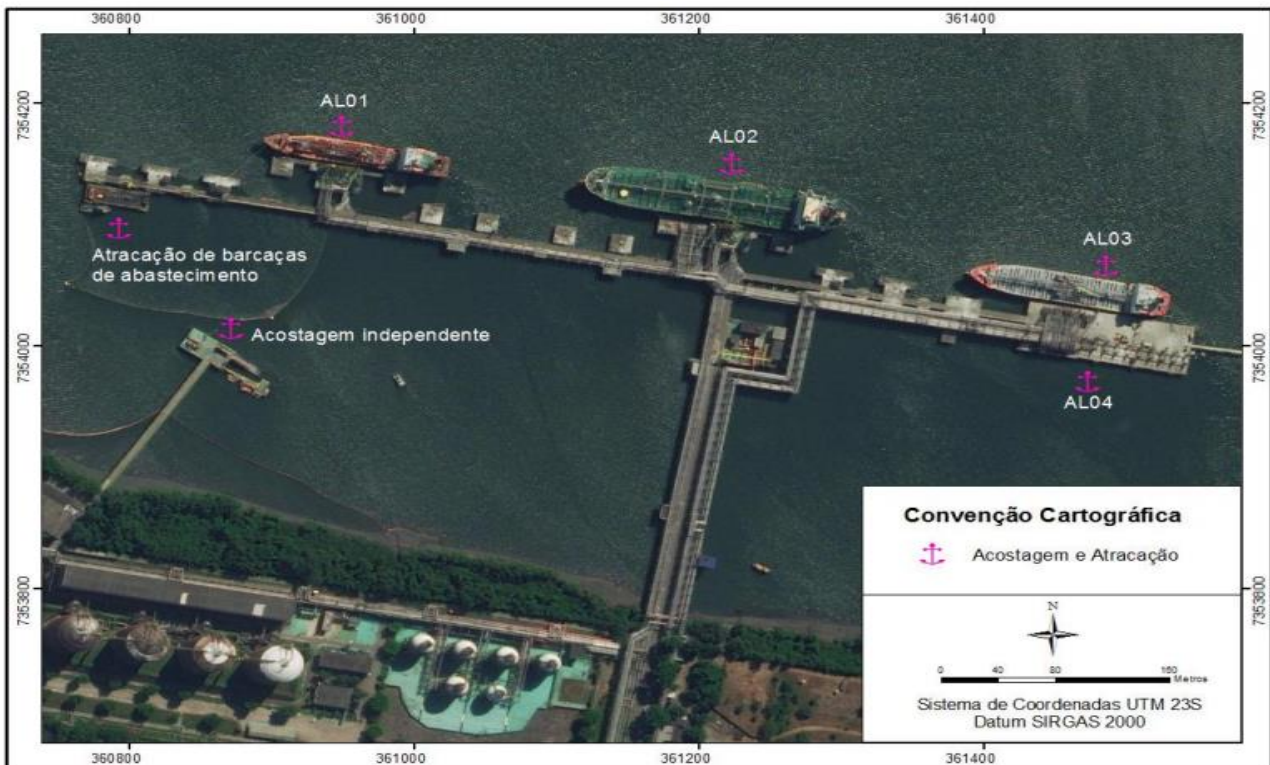 360800
361000
361200
361400
7354200
7354200
AL01
AL02
AL03
Atracação de barcaças
de abastecimento
Acostagem independente
7354000
7354000
AL04
Convenção Cartográfica
Acostagem e Atracação
7353800
7353800
N
0 40 80 160
Metros
Sistema de Coordenadas UTM 23S
Datum SIRGAS 2000
360800
361000
361200
361400